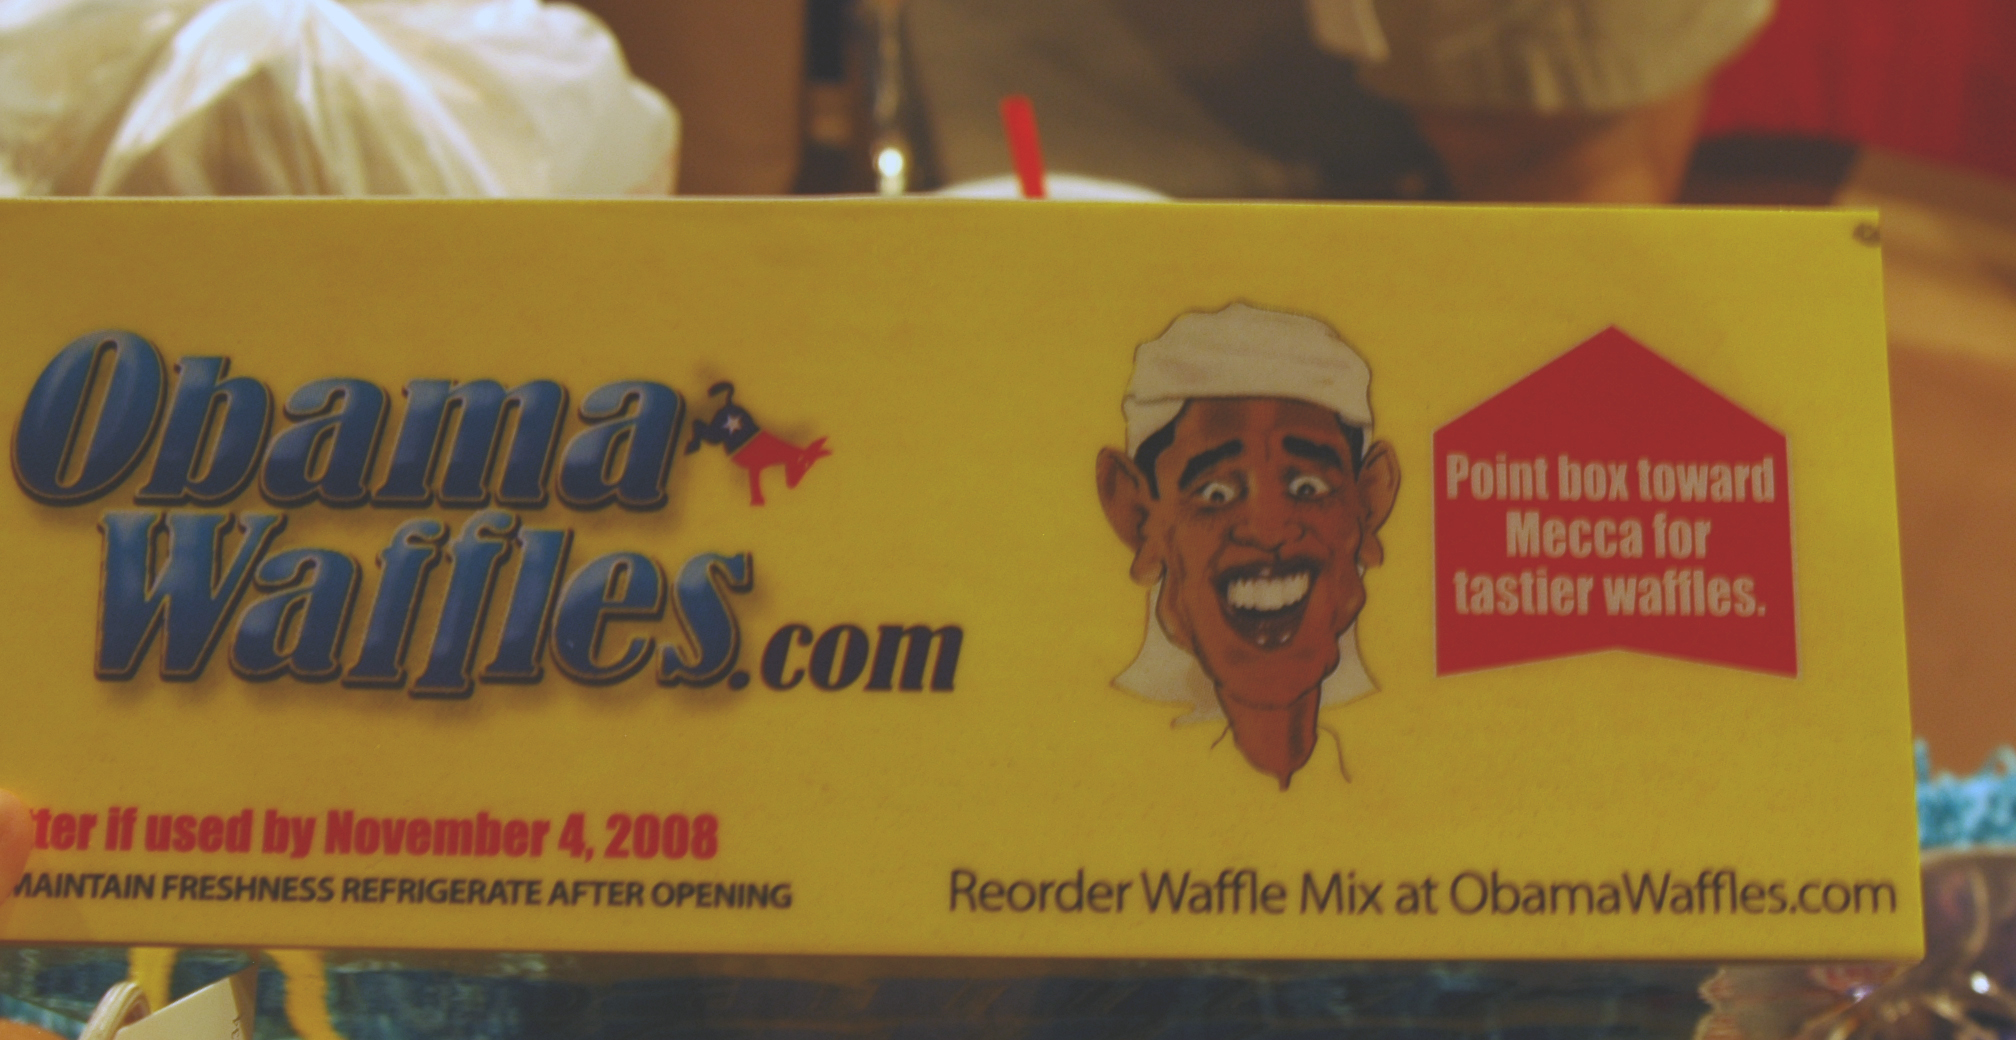 Obama
Waffles.com
Point box toward
Mecca for
tastier waffles.
if used by November 4, 2008
MAINTAIN FRESHNESS REFRIGERATE AFTER OPENING
Reorder Waffle Mix at ObamaWaffles.com